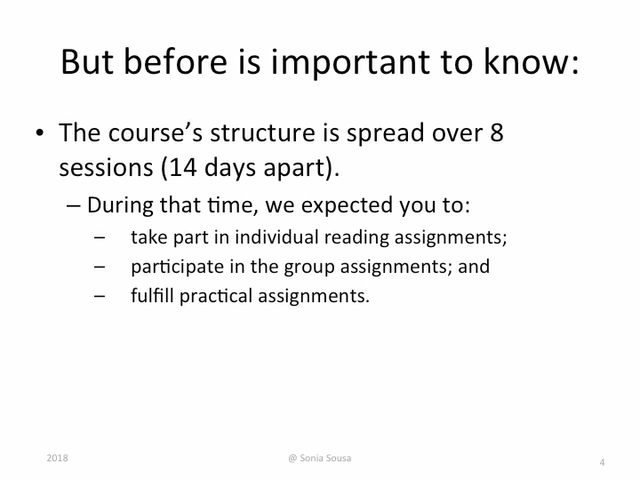 But before is important to know:
• The course’s structure is spread over 8
sessions (14 days apart).
– During that time, we expected you to:
– take part in individual reading assignments;
– participate in the group assignments; and
– fulfill practical assignments.
2018
@ Sonia Sousa
4